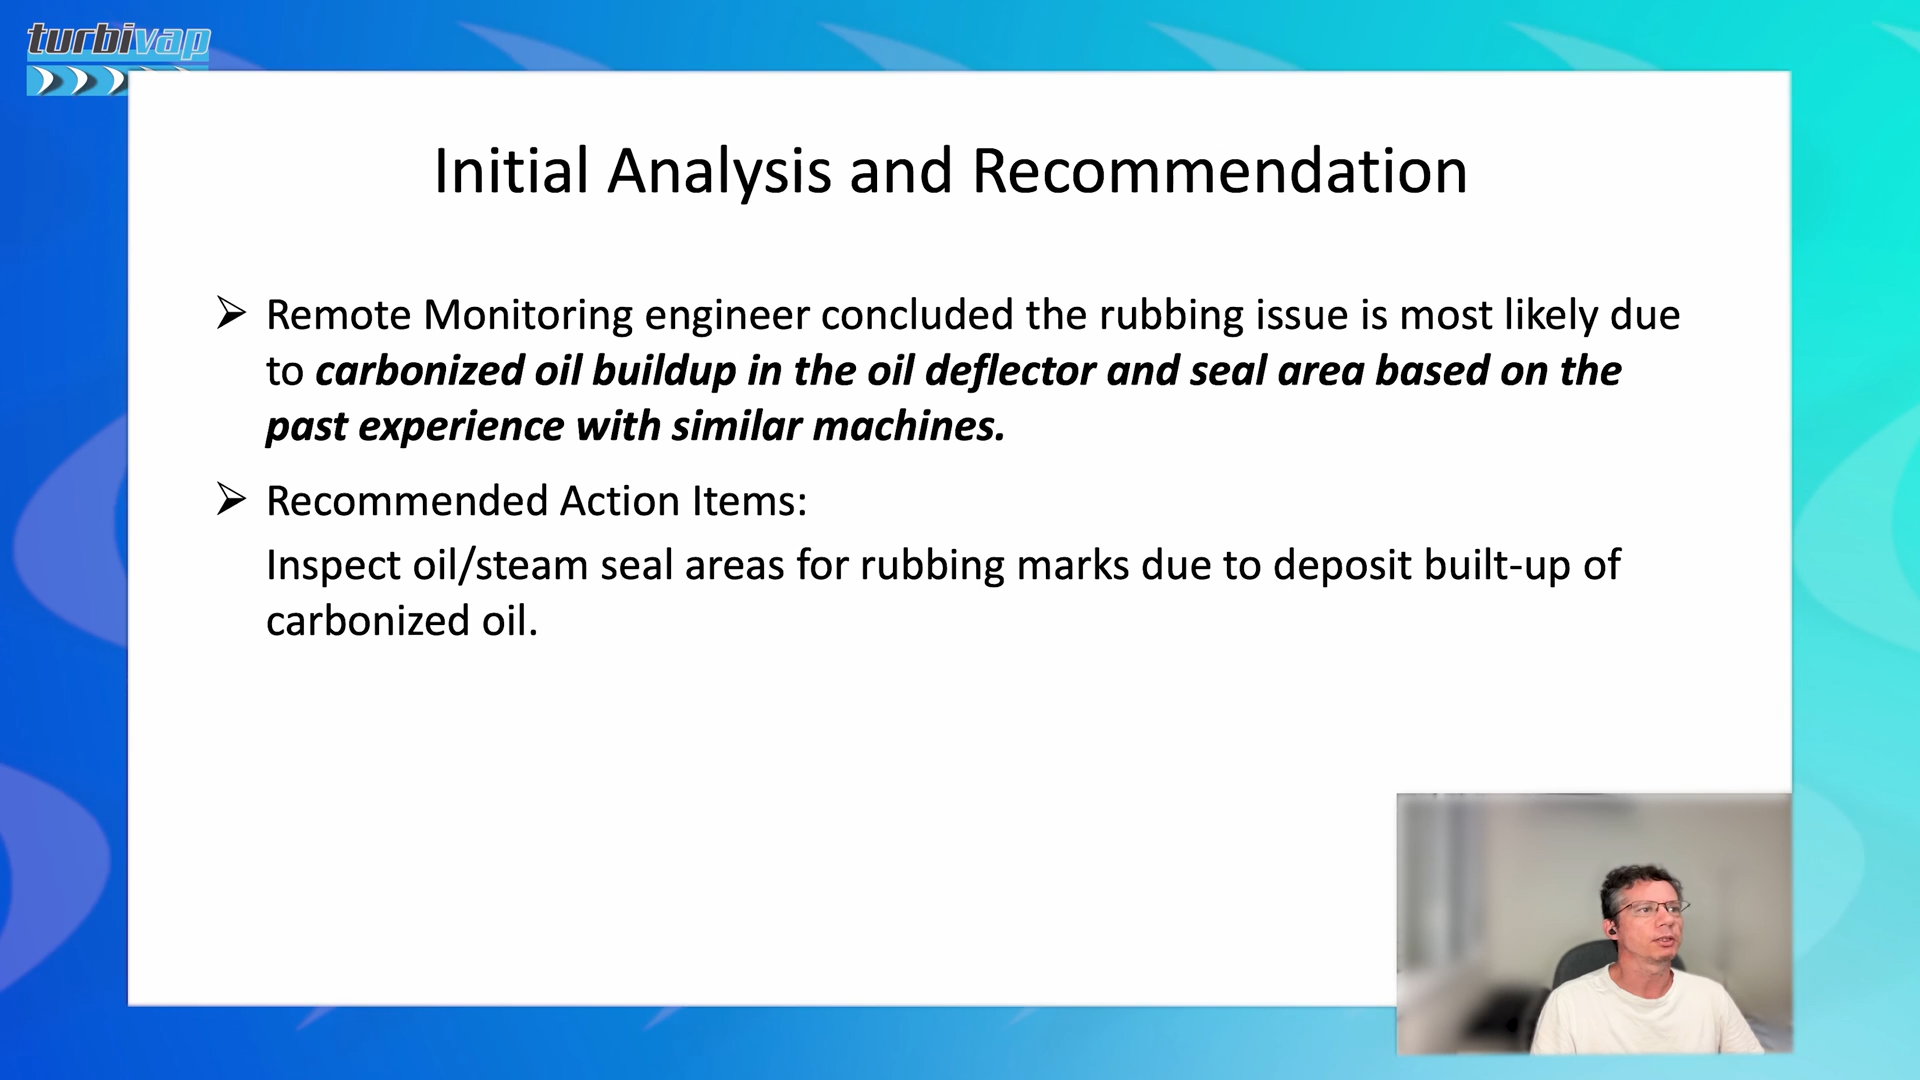 turbivap
Initial Analysis and Recommendation
Remote Monitoring engineer concluded the rubbing issue is most likely due
to carbonized oil buildup in the oil deflector and seal area based on the
past experience with similar machines.
Recommended Action Items:
Inspect oil/steam seal areas for rubbing marks due to deposit built-up of
carbonized oil.